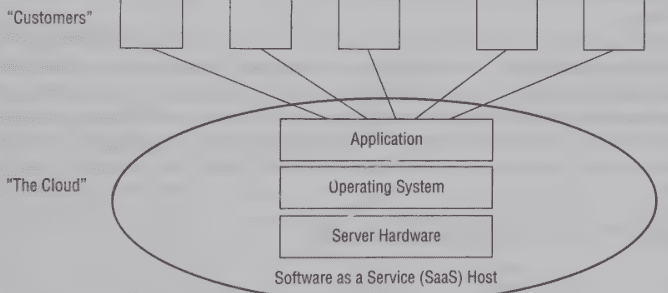 "Customers"
Application
"The Cloud"
Operating System
Server Hardware
Software as a Service (SaaS) Host